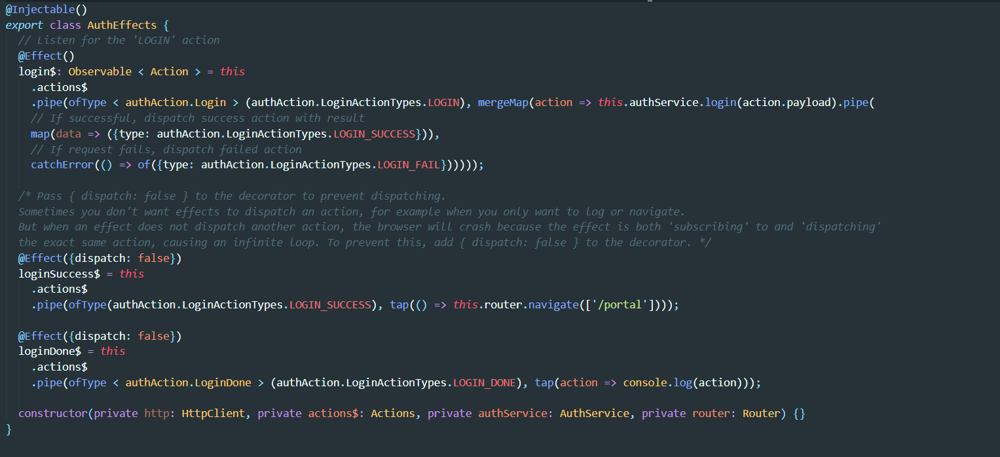 @Injectable()
export class AuthEffects {
// Listen for the 'LOGIN' action
@Effect()
login$: Observable < Action > = this
.actions$
.pipe(ofType < authAction.Login > (authAction.LoginActionTypes.LOGIN), mergeMap(action => this.authService.login(action.payload).pipe(
// If successful, dispatch success action with result
map(data => ({type: authAction.LoginActionTypes.LOGIN_SUCCESS})),
// If request fails, dispatch failed action
catchError(() => of({type: authAction.LoginActionTypes.LOGIN_FAIL})))));
/* Pass { dispatch: false } to the decorator to prevent dispatching.
Sometimes you don't want effects to dispatch an action, for example when you only want to log or navigate.
But when an effect does not dispatch another action, the browser will crash because the effect is both 'subscribing' to and 'dispatching'
the exact same action, causing an infinite loop. To prevent this, add { dispatch: false } to the decorator. */
@Effect({dispatch: false})
loginSuccess$ = this
.actions$
.pipe(ofType(authAction.LoginActionTypes.LOGIN_SUCCESS), tap(() => this.router.navigate(['/portal'])));
@Effect({dispatch: false})
loginDone$ = this
.actions$
.pipe(ofType < authAction.LoginDone > (authAction.LoginActionTypes.LOGIN_DONE), tap(action => console.log(action)));
constructor(private http: HttpClient, private actions$: Actions, private authService: AuthService, private router: Router) {}
}